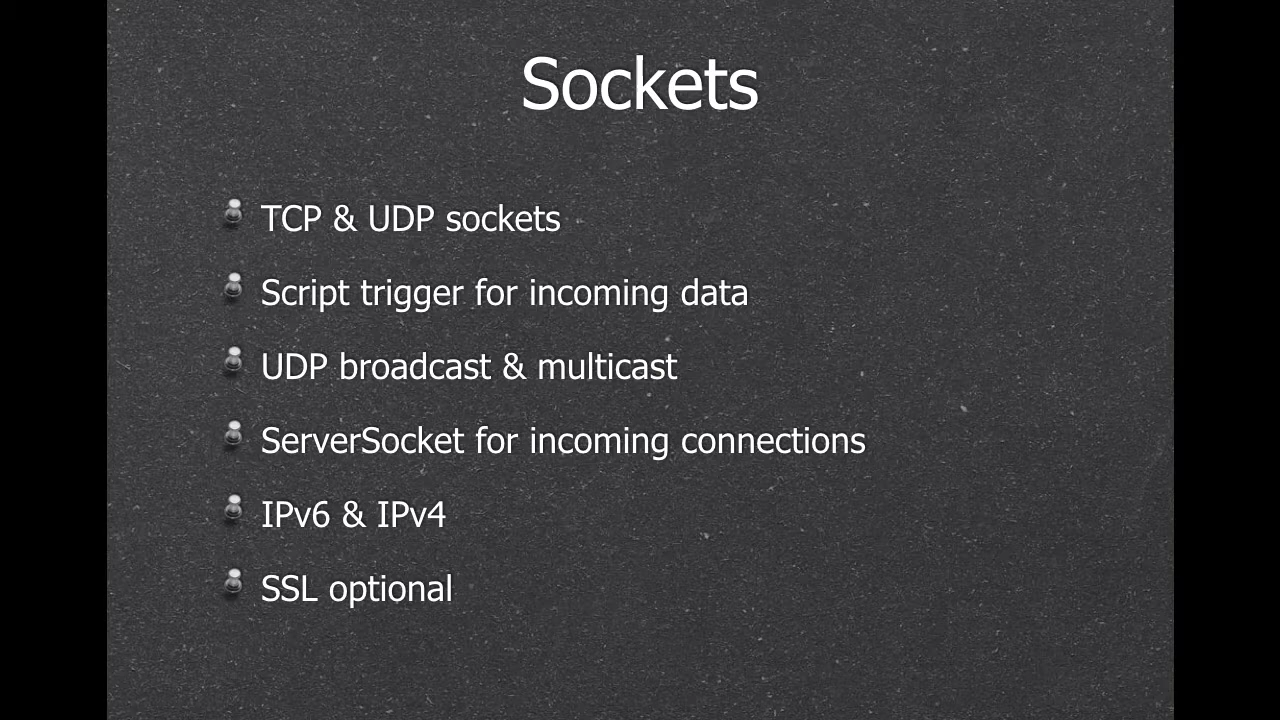 Sockets
TCP & UDP sockets
Script trigger for incoming data
UDP broadcast & multicast
ServerSocket for incoming connections
IPv6 & IPv4
SSL optional